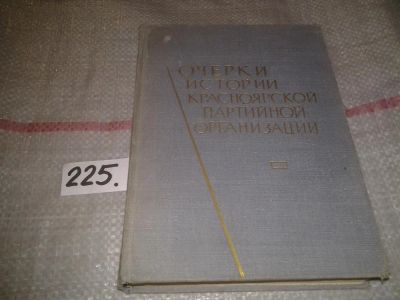 ОЧЕРКИ
ИСТОРИИ
КРАСНОЯРСКОЙ
ПАРТИЙНОЙ
ОРГАНИЗАЦИИ
225.